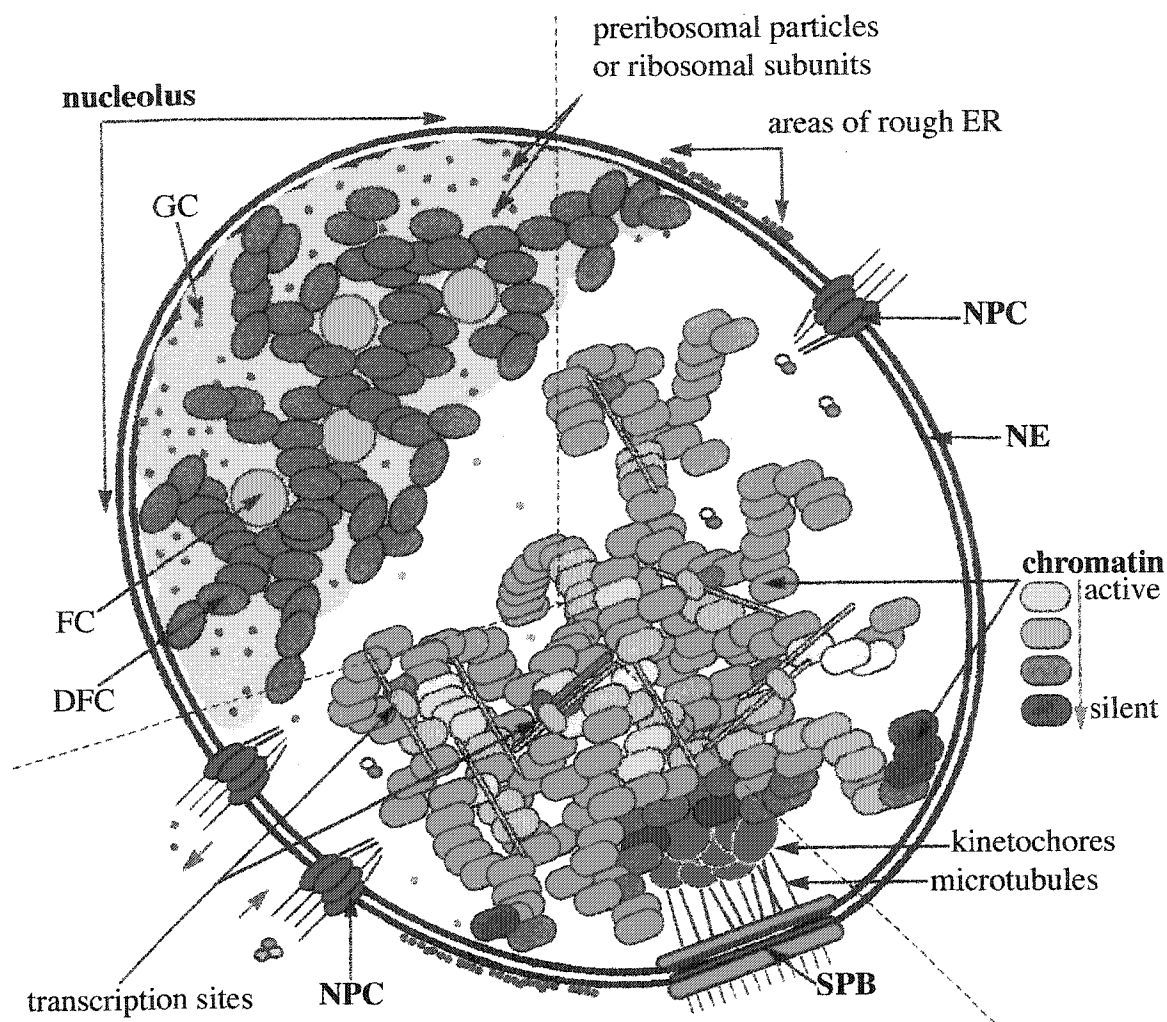 preribosomal particles
or ribosomal subunits
nucleolus
areas of rough ER
GC
NPC
NE
chromatin
active
silent
FC
DFC
kinetochores
microtubules
SPB
NPC
transcription sites